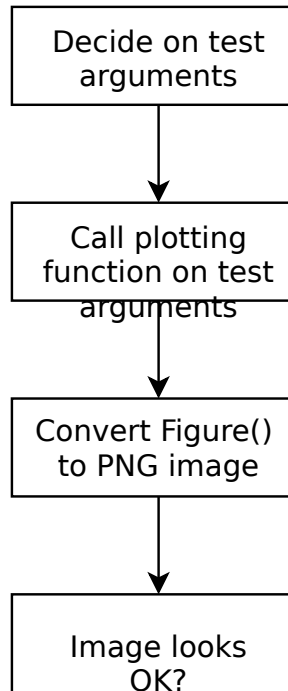 Decide on test
arguments
Call plotting
function on test
arguments
Convert Figure()
to PNG image
Image looks
OK?